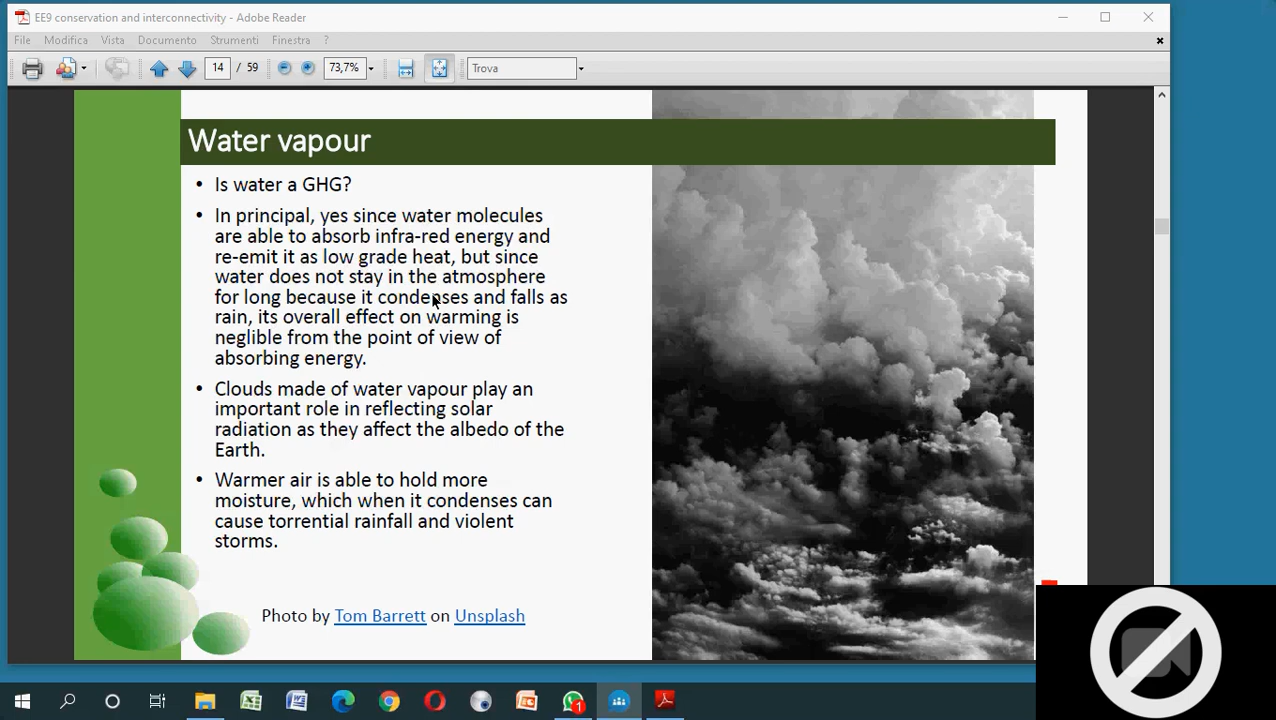 EE9 conservation and interconnectivity - Adobe Reader
File Modifica Vista Documento Strumenti Finestra ?
14 / 59 73,7% Trova
Water vapour
• Is water a GHG?
• In principal, yes since water molecules
are able to absorb infra-red energy and
re-emit it as low grade heat, but since
water does not stay in the atmosphere
for long because it condenses and falls as
rain, its overall effect on warming is
neglible from the point of view of
absorbing energy.
• Clouds made of water vapour play an
important role in reflecting solar
radiation as they affect the albedo of the
Earth.
• Warmer air is able to hold more
moisture, which when it condenses can
cause torrential rainfall and violent
storms.
Photo by Tom Barrett on Unsplash
1